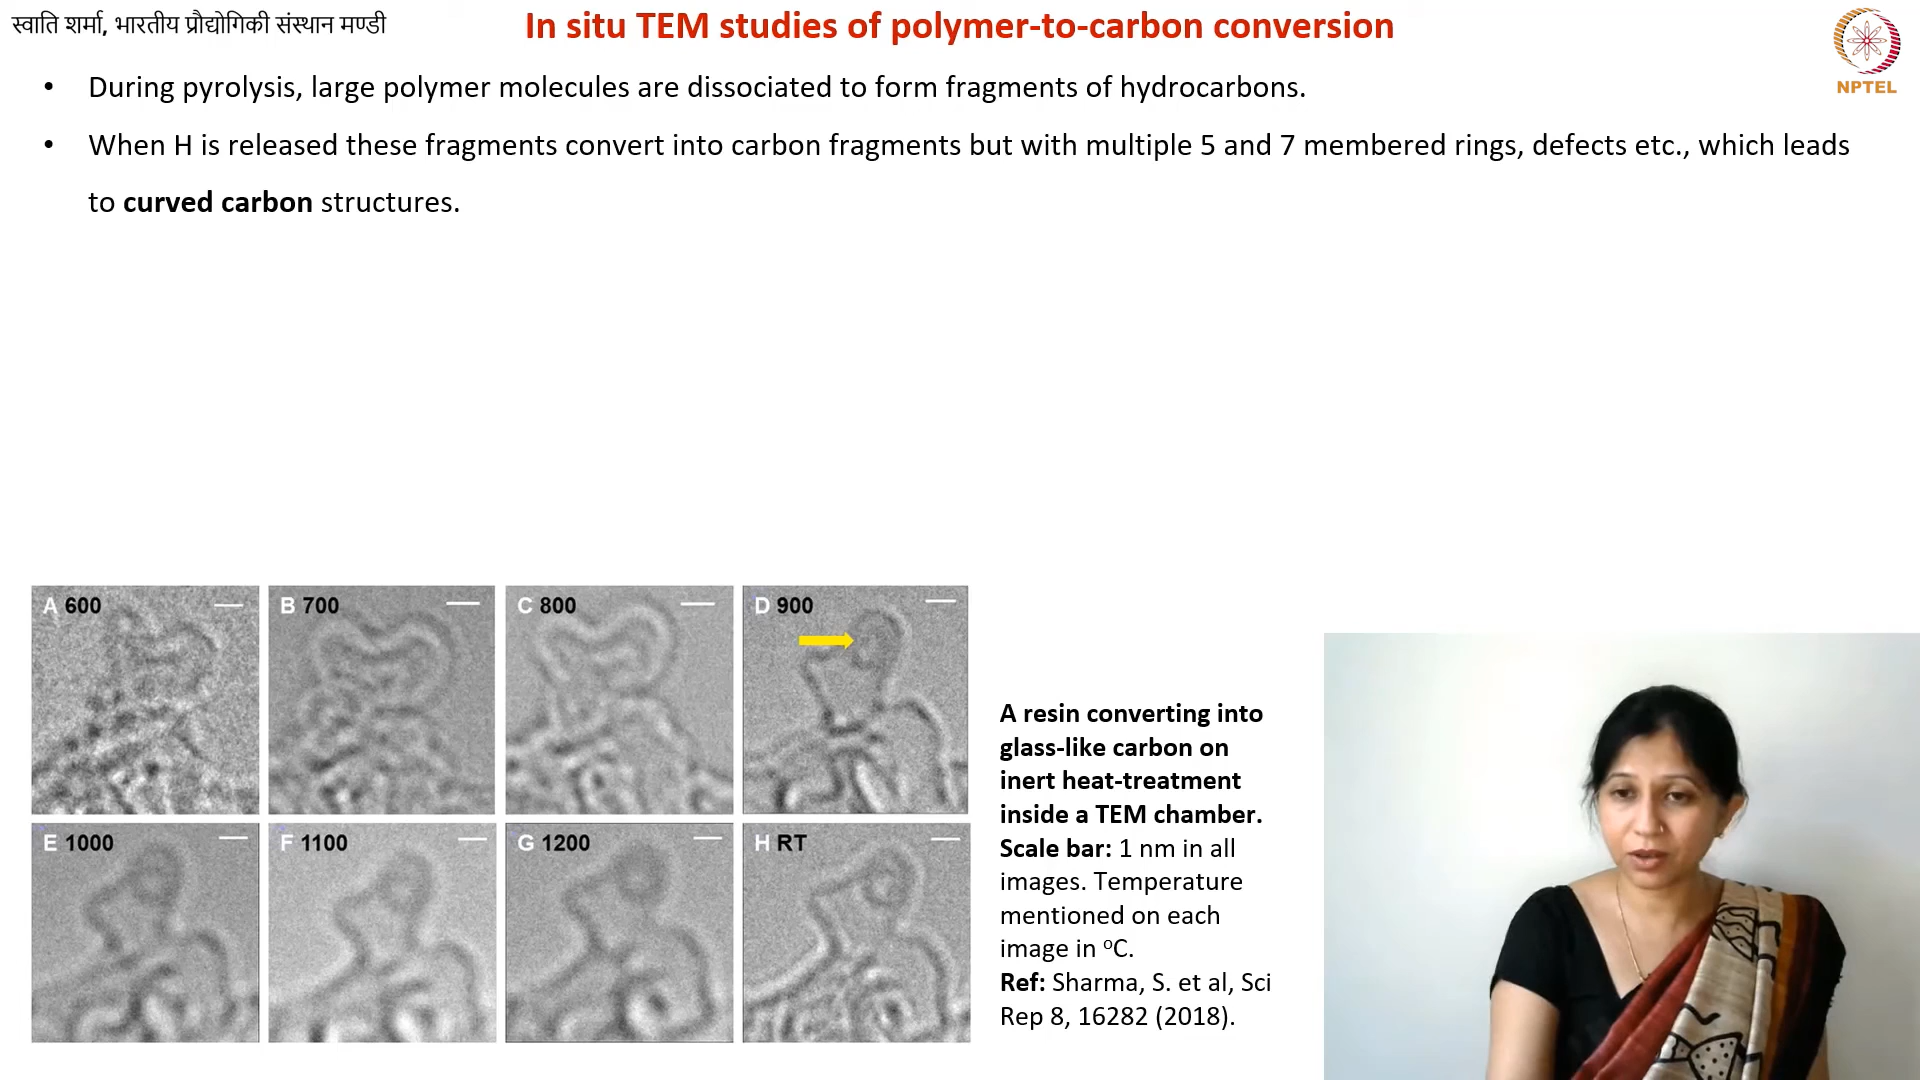 स्वाति शर्मा, भारतीय प्रौद्योगिकी संस्थान मण्डी
In situ TEM studies of polymer-to-carbon conversion
NPTEL
• During pyrolysis, large polymer molecules are dissociated to form fragments of hydrocarbons.
• When H is released these fragments convert into carbon fragments but with multiple 5 and 7 membered rings, defects etc., which leads
to curved carbon structures.
A 600
B 700
C 800
D 900
E 1000
F 1100
G 1200
H RT
A resin converting into
glass-like carbon on
inert heat-treatment
inside a TEM chamber.
Scale bar: 1 nm in all
images. Temperature
mentioned on each
image in °C.
Ref: Sharma, S. et al, Sci
Rep 8, 16282 (2018).